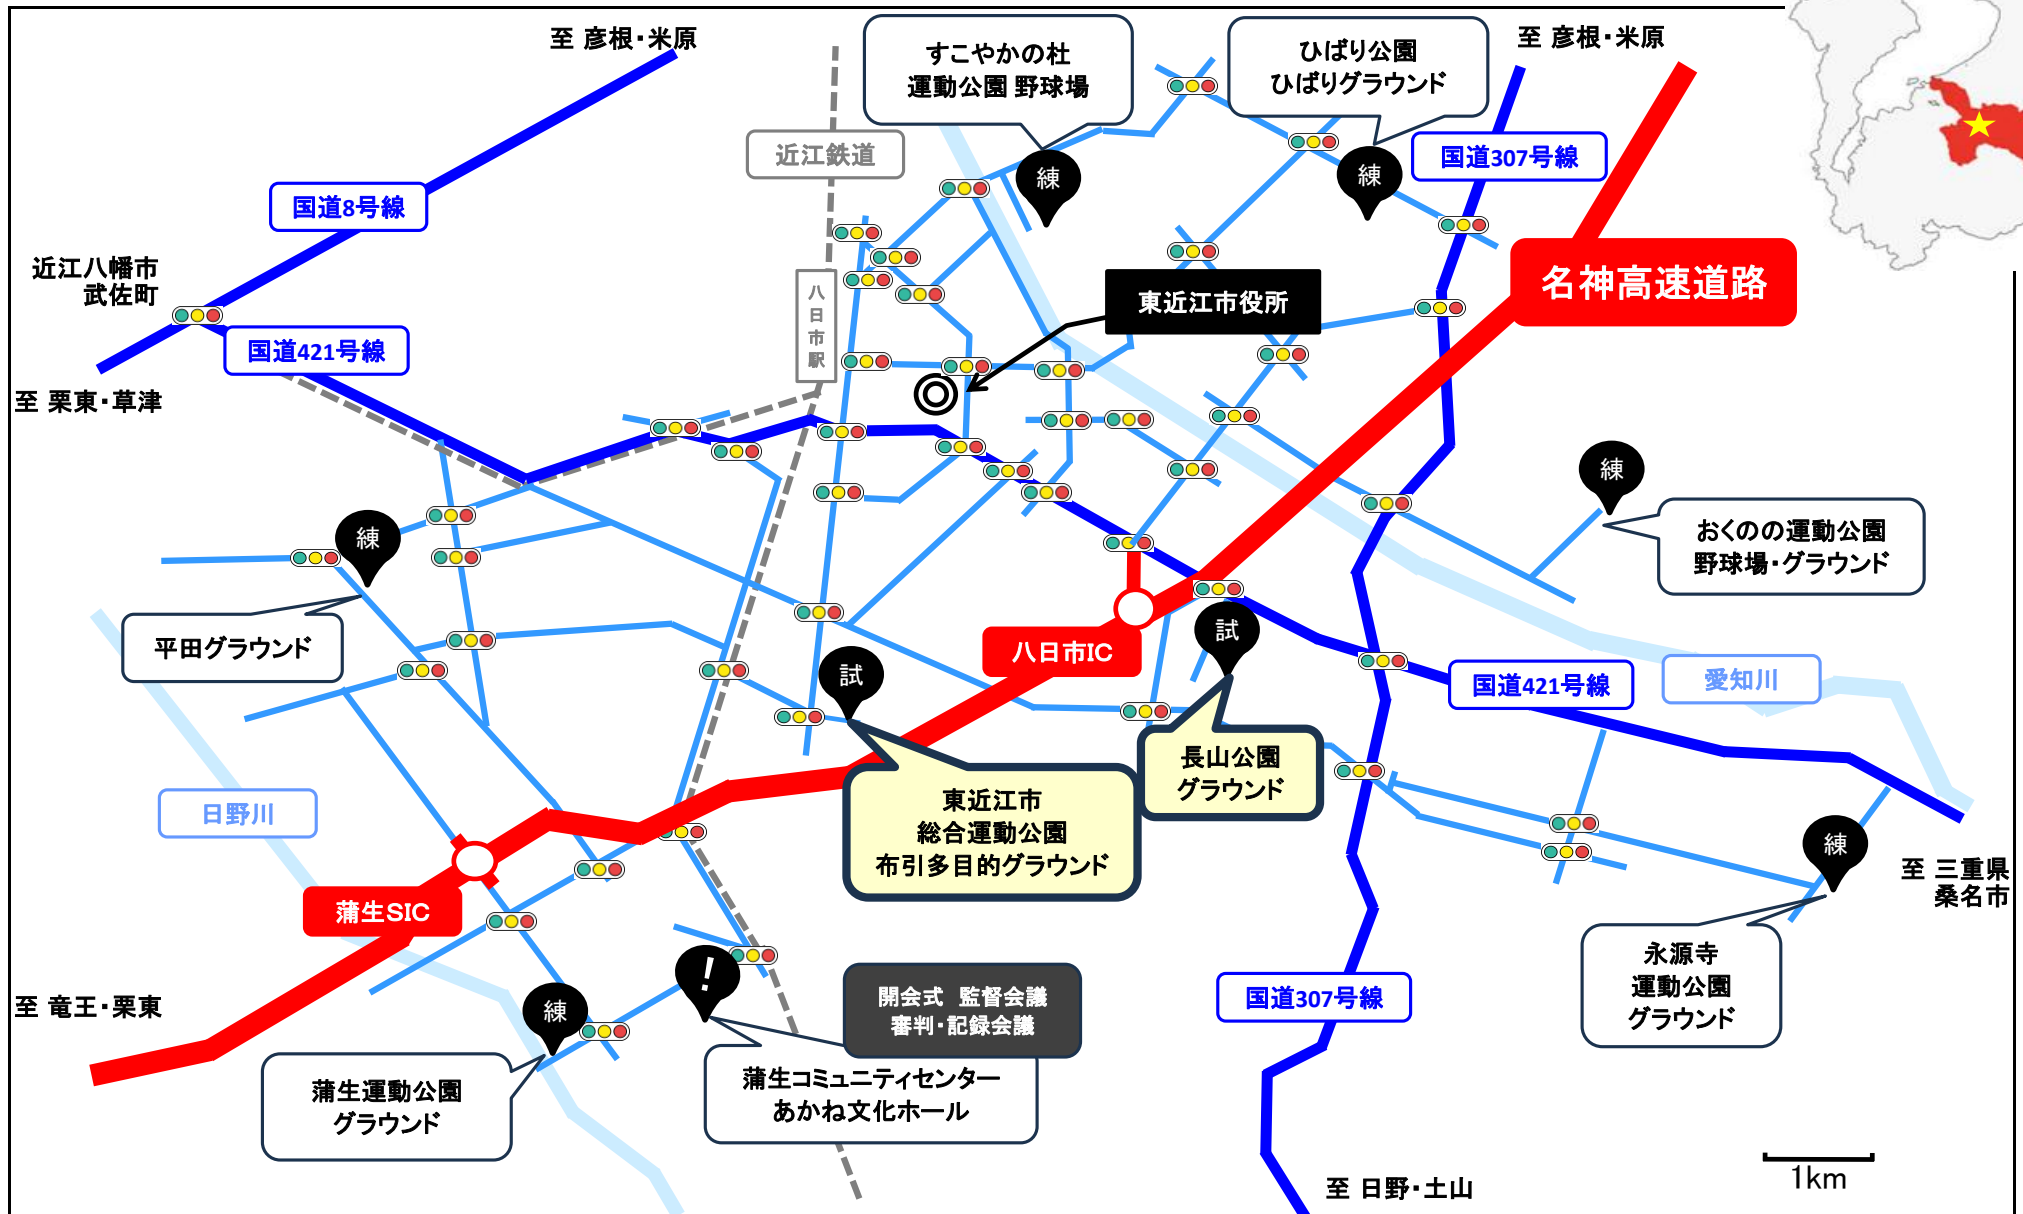 至 彦根・米原
すこやかの杜
運動公園 野球場
ひばり公園
ひばりグラウンド
至 彦根・米原
近江鉄道
国道307号線
練
練
国道8号線
近江八幡市
武佐町
名神高速道路
八日市駅
東近江市役所
国道421号線
至 栗東・草津
練
おくのの運動公園
野球場・グラウンド
練
平田グラウンド
八日市IC
試
試
国道421号線
愛知川
長山公園
グラウンド
日野川
東近江市
総合運動公園
布引多目的グラウンド
練
至 三重県
桑名市
蒲生SIC
永源寺
運動公園
グラウンド
!
開会式 監督会議
審判・記録会議
国道307号線
至 竜王・栗東
練
蒲生運動公園
グラウンド
蒲生コミュニティセンター
あかね文化ホール
1km
至 日野・土山